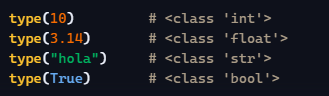 type(10)         # <class 'int'>
type(3.14)       # <class 'float'>
type("hola")     # <class 'str'>
type(True)       # <class 'bool'>